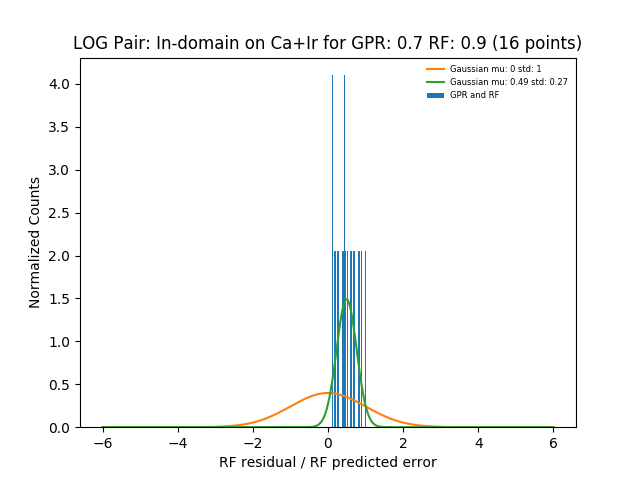 LOG Pair: In-domain on Ca+Ir for GPR: 0.7 RF: 0.9 (16 points)
Gaussian mu: 0 std: 1
Gaussian mu: 0.49 std: 0.27
GPR and RF
Normalized Counts
4.0
3.5
3.0
2.5
2.0
1.5
1.0
0.5
0.0
−6 −4 −2 0 2 4 6
RF residual / RF predicted error